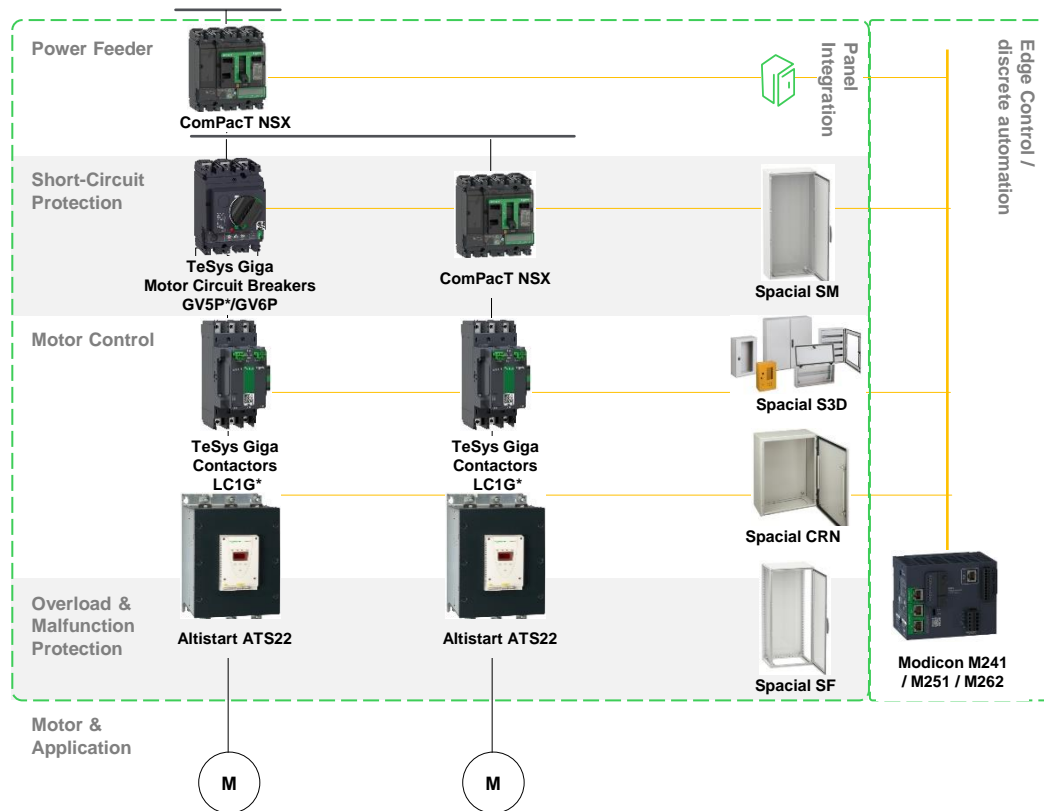 Power Feeder
ComPacT NSX
Panel
Integration
Edge Control /
discrete automation
Short-Circuit
Protection
TeSys Giga
Motor Circuit Breakers
GV5P*/GV6P
ComPacT NSX
Spacial SM
Motor Control
TeSys Giga
Contactors
LC1G*
TeSys Giga
Contactors
LC1G*
Spacial S3D
Spacial CRN
Overload &
Malfunction
Protection
Altistart ATS22
Altistart ATS22
Spacial SF
Modicon M241
/ M251 / M262
Motor &
Application
M
M